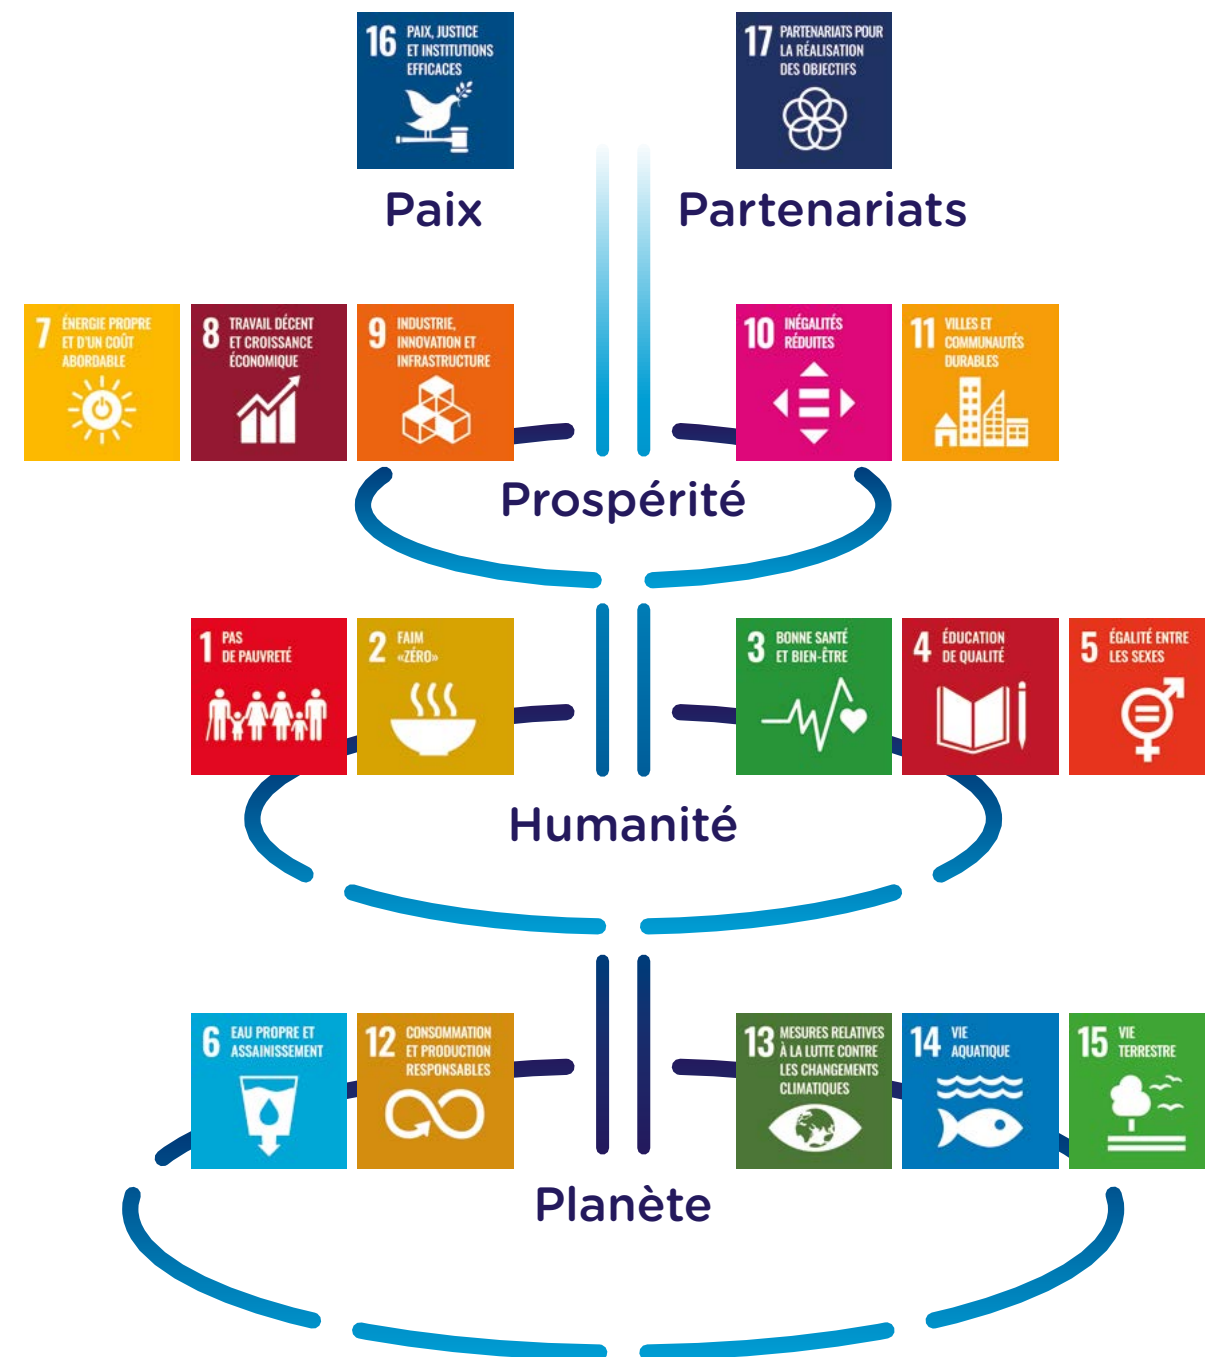 16 PAIX, JUSTICE
ET INSTITUTIONS
EFFICACES
17 PARTENARIATS POUR
LA RÉALISATION
DES OBJECTIFS
Paix
Partenariats
7 ÉNERGIE PROPRE
ET D'UN COÛT
ABORDABLE
8 TRAVAIL DÉCENT
ET CROISSANCE
ÉCONOMIQUE
9 INDUSTRIE,
INNOVATION ET
INFRASTRUCTURE
10 INÉGALITÉS
RÉDUITES
11 VILLES ET
COMMUNAUTÉS
DURABLES
Prospérité
1 PAS
DE PAUVRETÉ
2 FAIM
«ZÉRO»
3 BONNE SANTÉ
ET BIEN-ÊTRE
4 ÉDUCATION
DE QUALITÉ
5 ÉGALITÉ ENTRE
LES SEXES
Humanité
6 EAU PROPRE ET
ASSAINISSEMENT
12 CONSOMMATION
ET PRODUCTION
RESPONSABLES
13 MESURES RELATIVES
À LA LUTTE CONTRE
LES CHANGEMENTS
CLIMATIQUES
14 VIE
AQUATIQUE
15 VIE
TERRESTRE
Planète